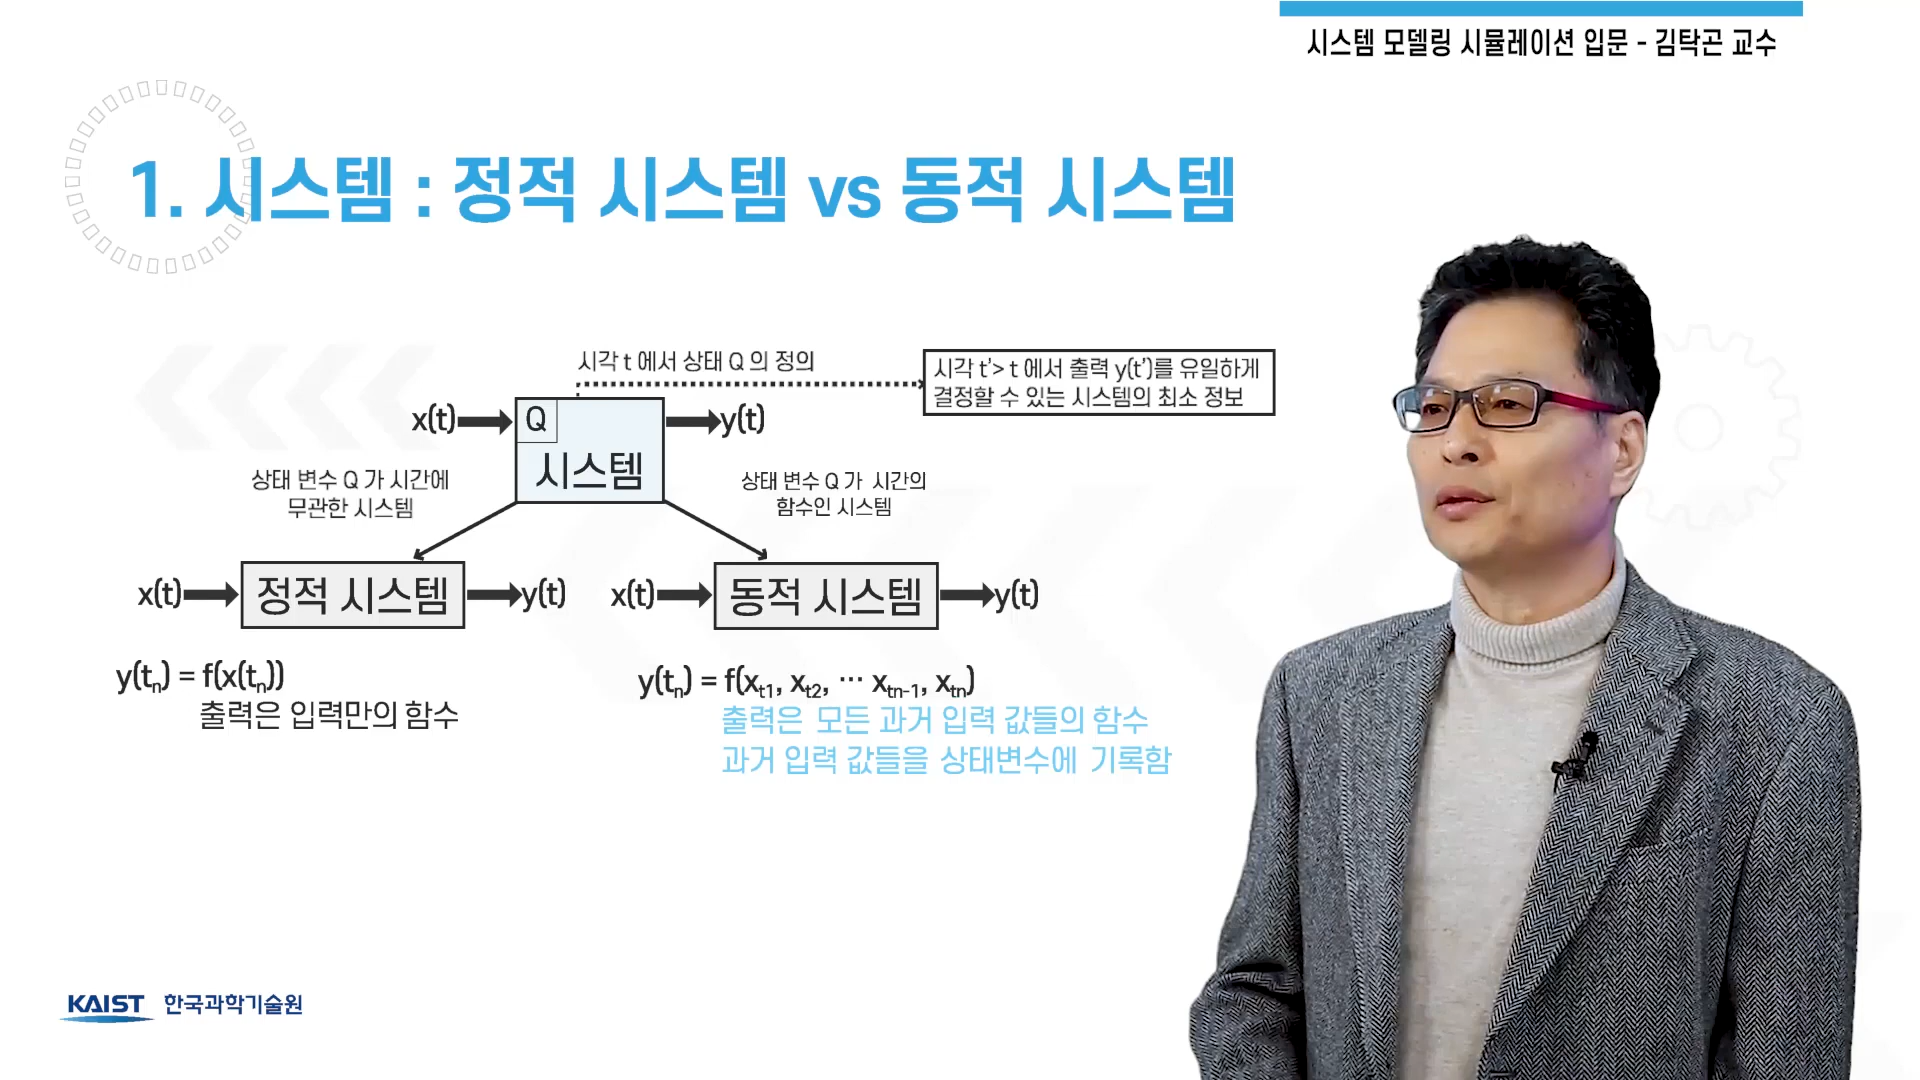 시스템 모델링 시뮬레이션 입문 - 김탁곤 교수
1. 시스템 : 정적 시스템 vs 동적 시스템
시각 t 에서 상태 Q 의 정의
시각 t'> t 에서 출력 y(t')를 유일하게
결정할 수 있는 시스템의 최소 정보
x(t)
Q
시스템
y(t)
상태 변수 Q 가 시간에
무관한 시스템
상태 변수 Q 가 시간의
함수인 시스템
x(t)
정적 시스템
y(t)
x(t)
동적 시스템
y(t)
y(tn) = f(x(tn))
출력은 입력만의 함수
y(tn) = f(xt1, xt2, ··· xtn-1, xtn)
출력은 모든 과거 입력 값들의 함수
과거 입력 값들을 상태변수에 기록함
KAIST 한국과학기술원